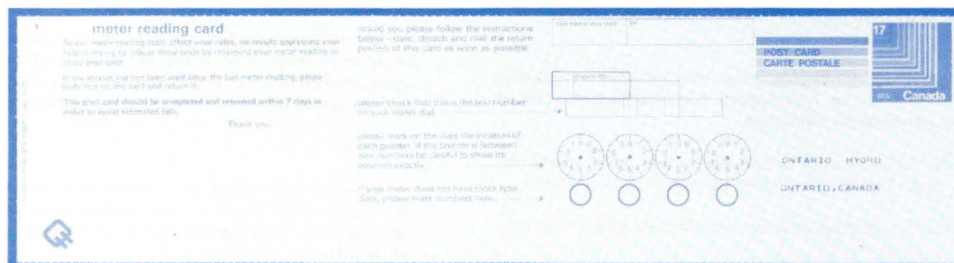 meter reading card
As our meter reading costs affect your rates, we would appreciate your
help in trying to reduce these costs by returning your meter reading to
us by post card.
If the service has not been used since the last meter reading, please
note this on the card and return it.
This post card should be completed and returned within 7 days in
order to avoid estimated bills.
Thank you.
would you please follow the instructions
below - date, detach and mail the return
portion of this card as soon as possible.
please check that this is the test number
on your meter dial
please mark on the dials the location of
each pointer. If the pointer is between
two numbers be careful to show its
position exactly.
if your meter does not have clock type
dials, please mark numbers here
POST CARD
CARTE POSTALE
17
Canada
ONTARIO HYDRO
ONTARIO, CANADA